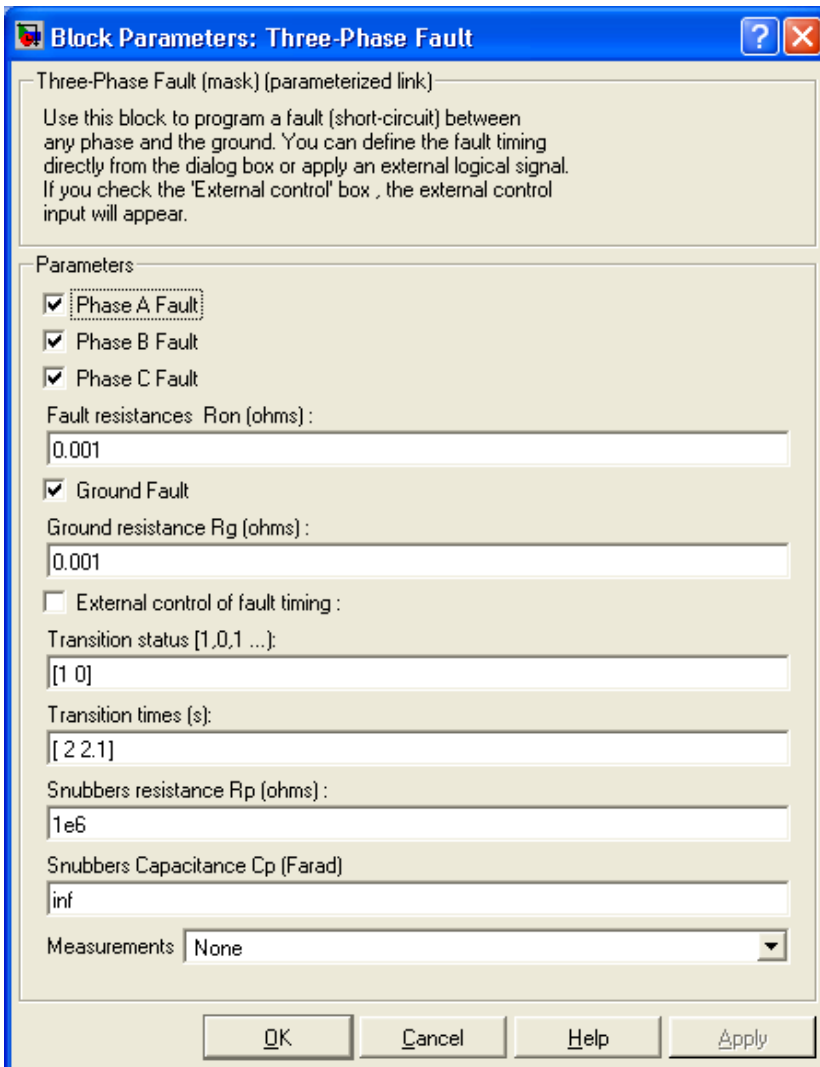 Block Parameters: Three-Phase Fault
Three-Phase Fault (mask) (parameterized link)
Use this block to program a fault (short-circuit) between
any phase and the ground. You can define the fault timing
directly from the dialog box or apply an external logical signal.
If you check the 'External control' box , the external control
input will appear.
Parameters
Phase A Fault
Phase B Fault
Phase C Fault
Fault resistances Ron (ohms) :
0.001
Ground Fault
Ground resistance Rg (ohms) :
0.001
External control of fault timing :
Transition status [1,0,1 ...):
[1 0]
Transition times (s):
[ 2 2.1]
Snubbers resistance Rp (ohms) :
1e6
Snubbers Capacitance Cp (Farad)
inf
Measurements None
OK Cancel Help Apply